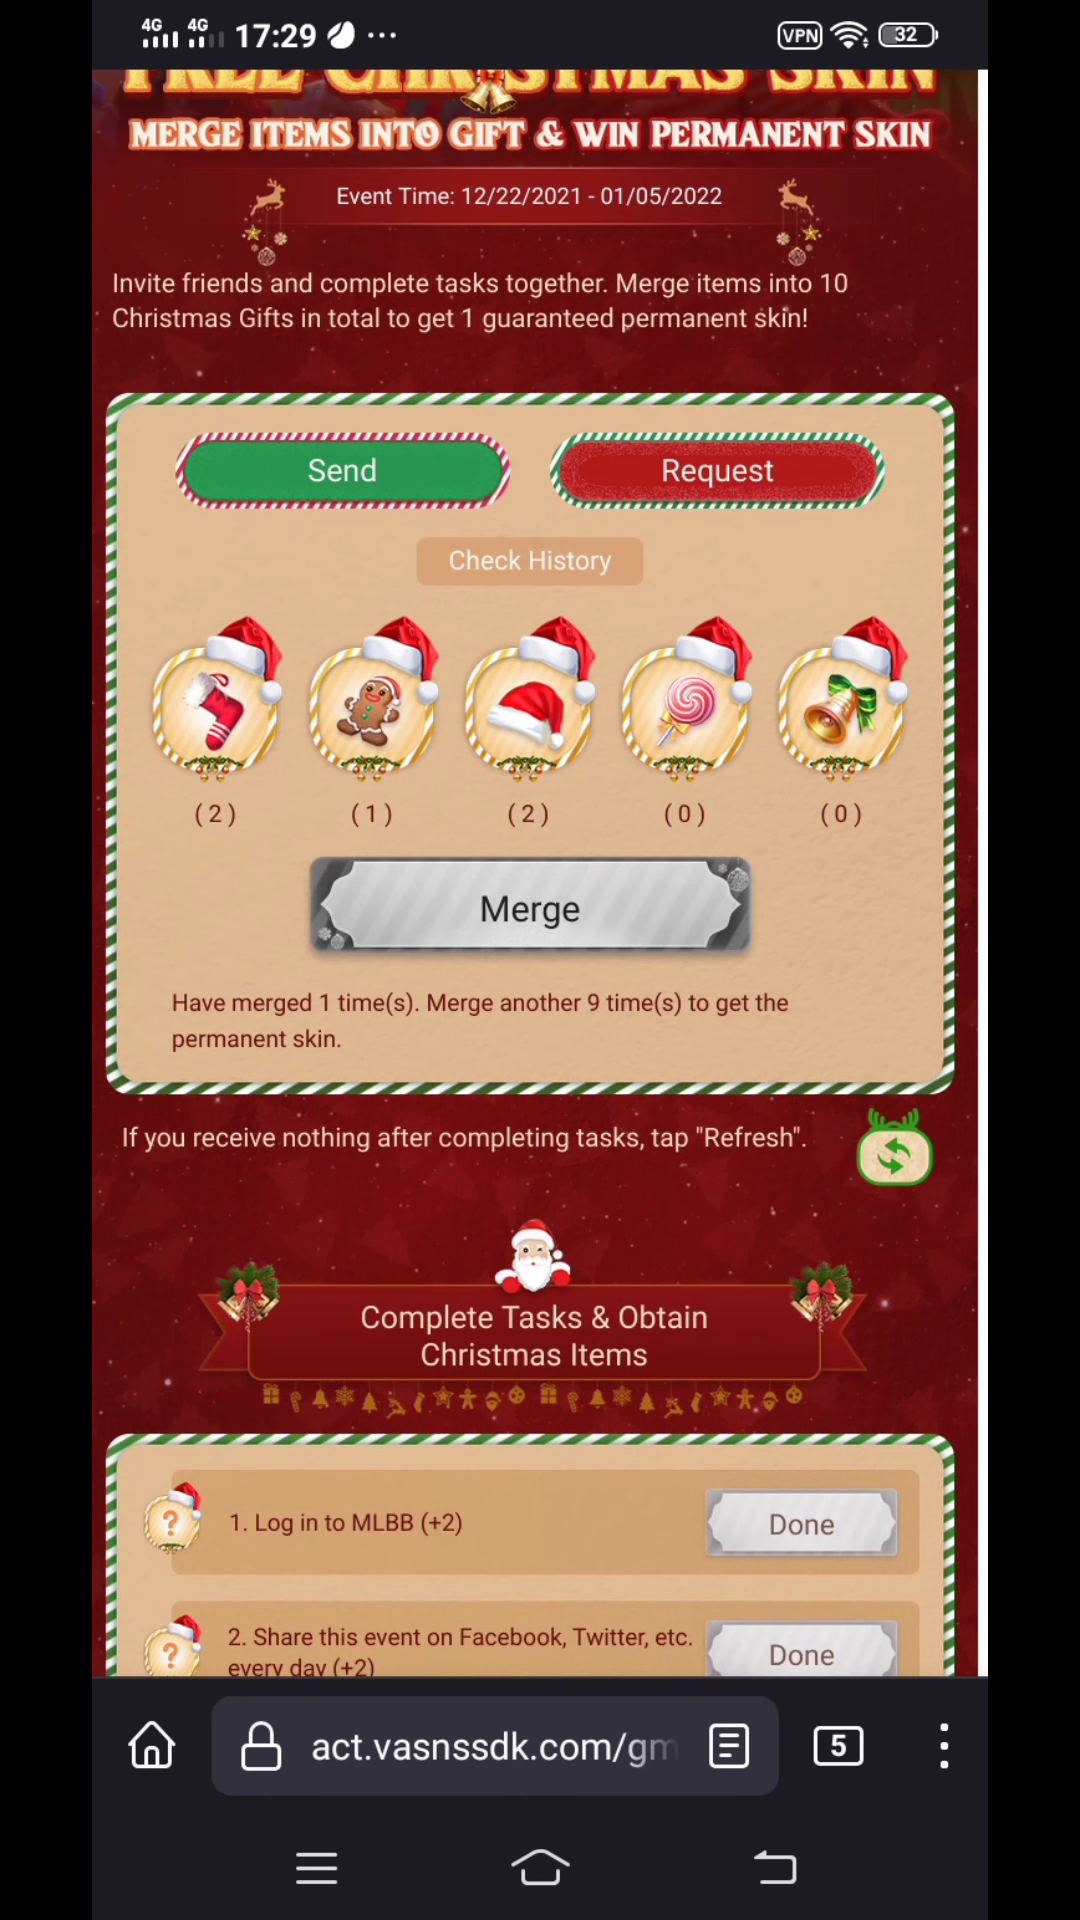 4G 4G 17:29 ... VPN 32
FREE CHRISTMAS SKIN
MERGE ITEMS INTO GIFT & WIN PERMANENT SKIN
Event Time: 12/22/2021 - 01/05/2022
Invite friends and complete tasks together. Merge items into 10
Christmas Gifts in total to get 1 guaranteed permanent skin!
Send Request
Check History
( 2 ) ( 1 ) ( 2 ) ( 0 ) ( 0 )
Merge
Have merged 1 time(s). Merge another 9 time(s) to get the
permanent skin.
If you receive nothing after completing tasks, tap "Refresh".
Complete Tasks & Obtain
Christmas Items
? 1. Log in to MLBB (+2) Done
? 2. Share this event on Facebook, Twitter, etc.
every day (+2) Done
act.vasnssdk.com/gm 5